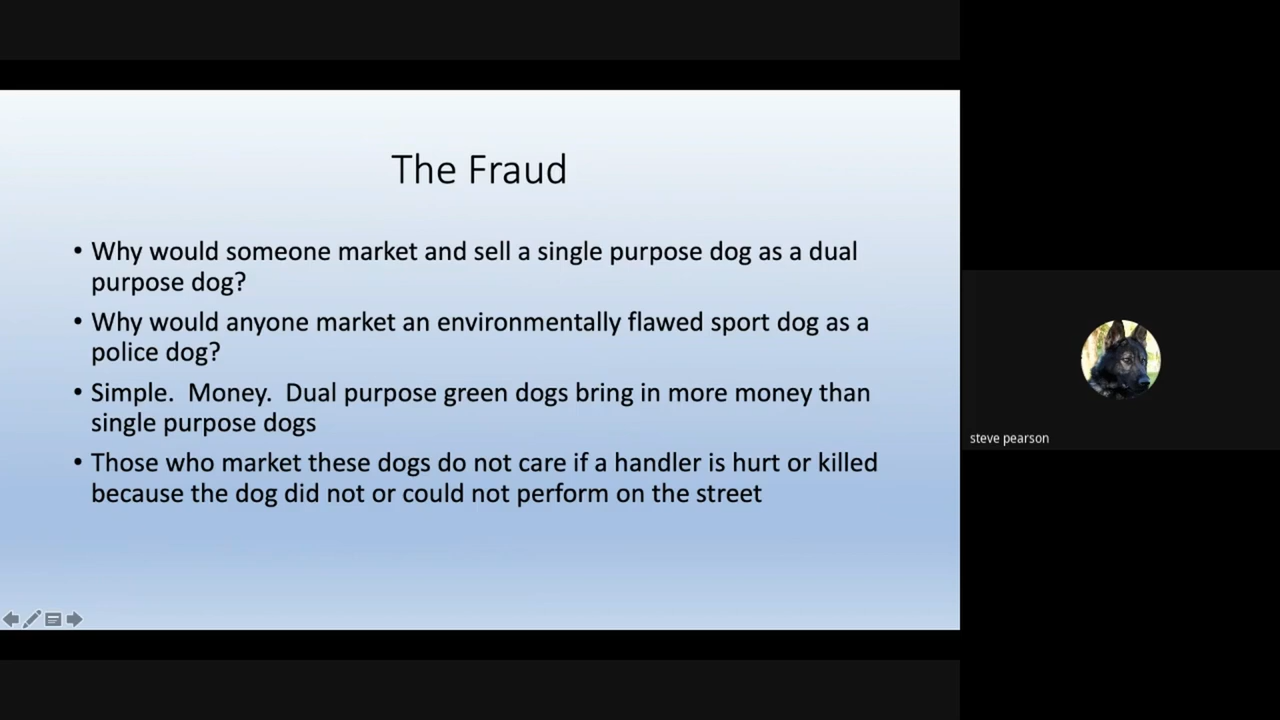 The Fraud
• Why would someone market and sell a single purpose dog as a dual
purpose dog?
• Why would anyone market an environmentally flawed sport dog as a
police dog?
• Simple.  Money.  Dual purpose green dogs bring in more money than
single purpose dogs
• Those who market these dogs do not care if a handler is hurt or killed
because the dog did not or could not perform on the street
steve pearson